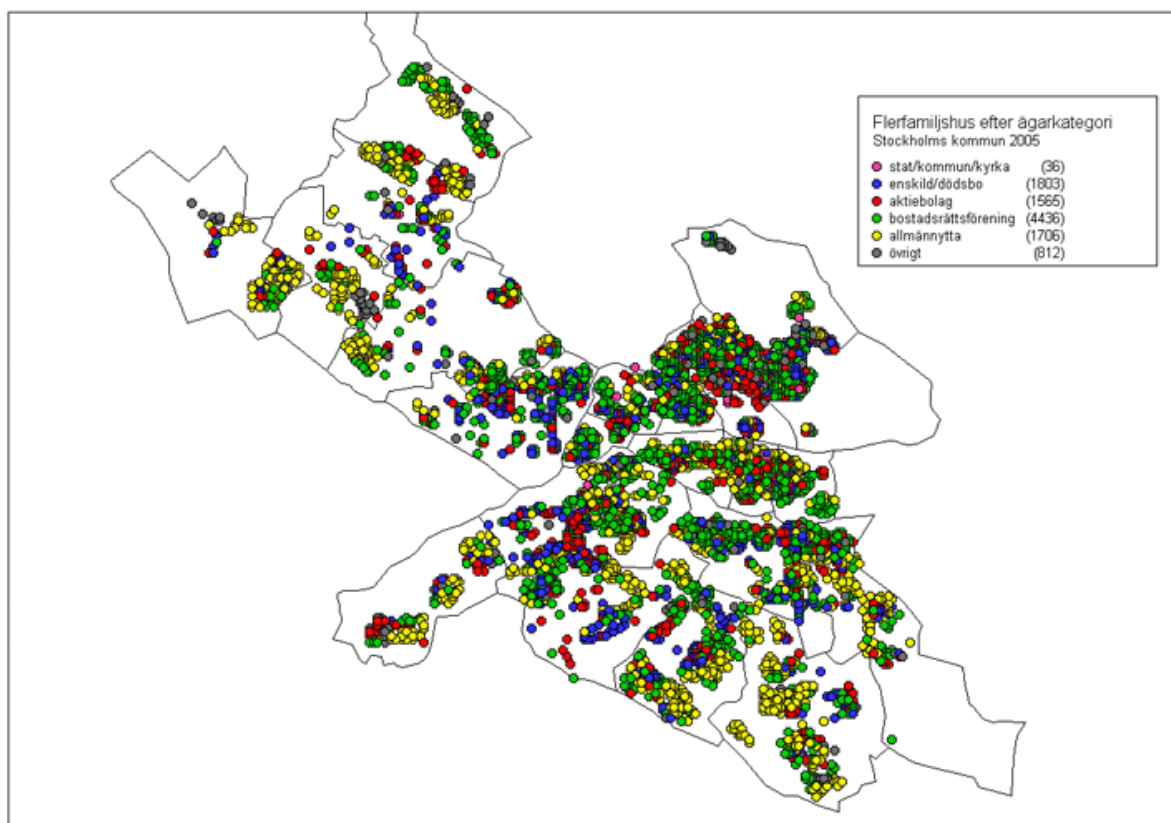 Flerfamiljshus efter ägarkategori
Stockholms kommun 2005
stat/kommun/kyrka (36)
enskild/dödsbo (1803)
aktiebolag (1565)
bostadsrättsförening (4436)
allmännytta (1706)
övrigt (812)